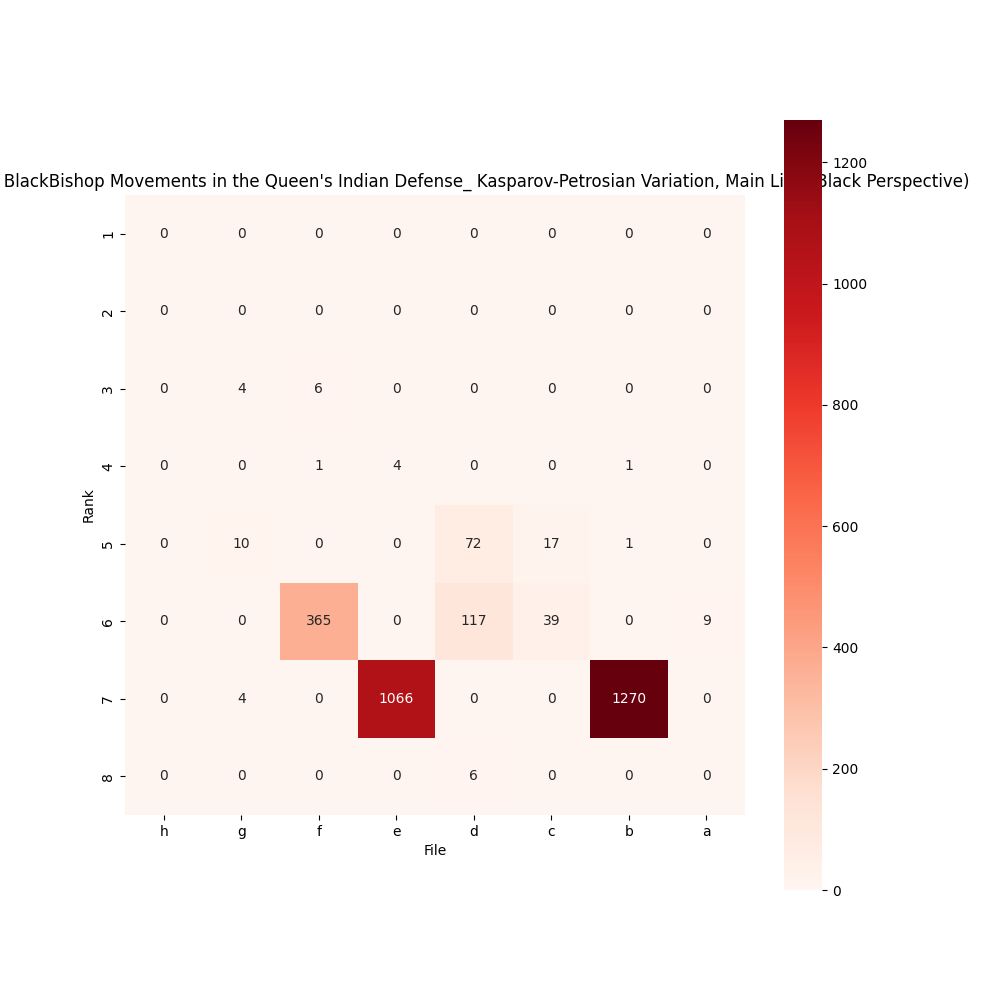 BlackBishop Movements in the Queen's Indian Defense_ Kasparov-Petrosian Variation, Main Li Black Perspective)
1200
1 0 0 0 0 0 0 0 0
1000
2 0 0 0 0 0 0 0 0
3 0 4 6 0 0 0 0 0
800
4 0 0 1 4 0 0 1 0
Rank
600
5 0 10 0 0 72 17 1 0
6 0 0 365 0 117 39 0 9
400
7 0 4 0 1066 0 0 1270 0
200
8 0 0 0 0 6 0 0 0
h g f e d c b a
File
0